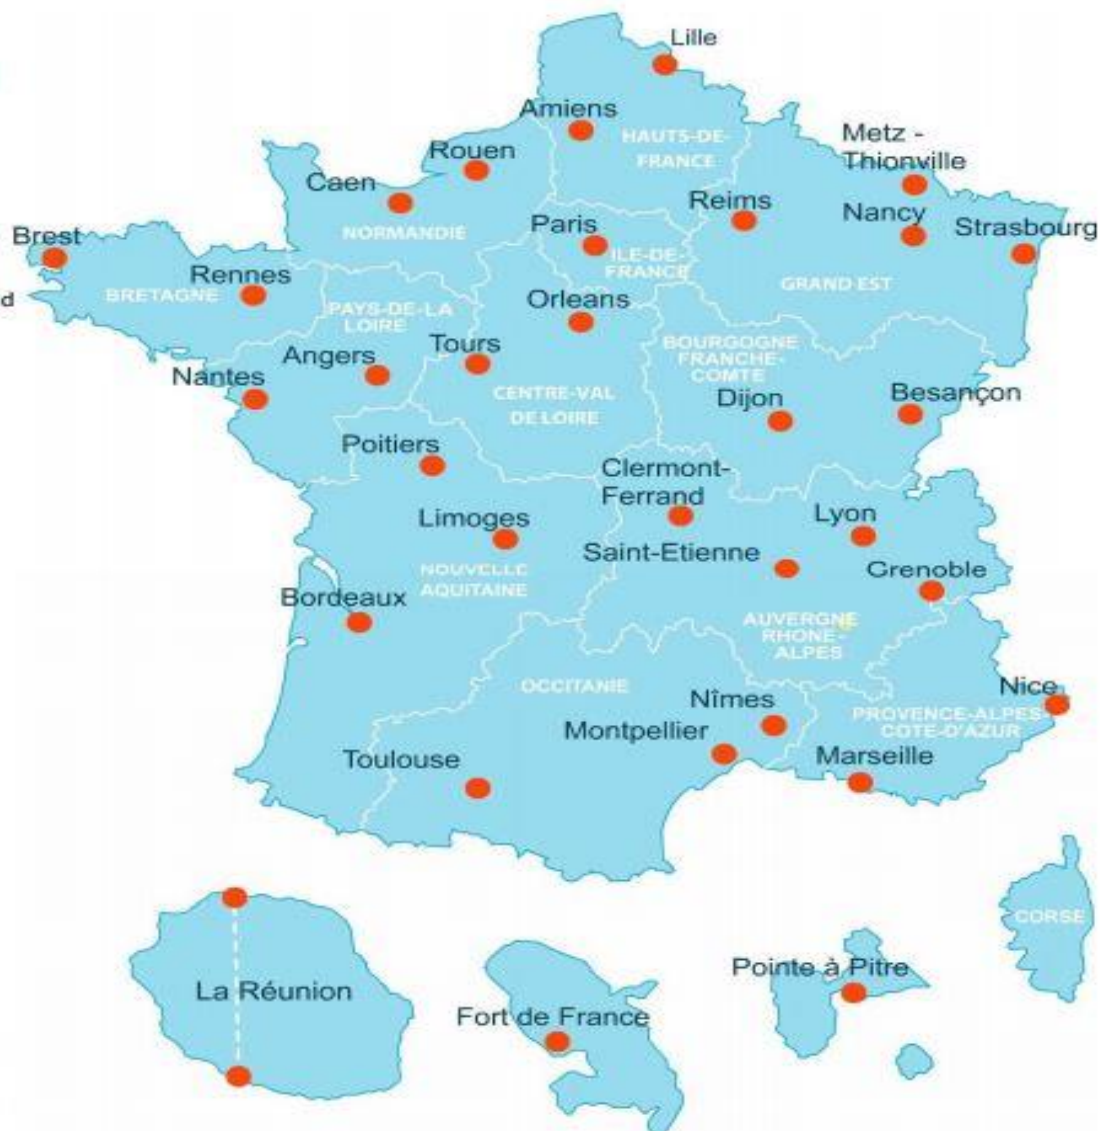 Lille
Amiens
HAUTS-DE-
FRANCE
Metz -
Thionville
Rouen
Caen
Reims
Nancy
Strasbourg
Paris
NORMANDIE
Brest
ILE-DE-
FRANCE
Rennes
GRAND EST
BRETAGNE
d
Orleans
PAYS-DE-LA
LOIRE
BOURGOGNE
FRANCHE-
COMTE
Tours
Angers
Nantes
CENTRE-VAL
DE LOIRE
Dijon
Besançon
Poitiers
Clermont-
Ferrand
Limoges
Lyon
Saint-Etienne
Grenoble
NOUVELLE
AQUITAINE
Bordeaux
AUVERGNE
RHONE-
ALPES
OCCITANIE
Nice
Nîmes
PROVENCE-ALPES-
COTE-D'AZUR
Montpellier
Marseille
Toulouse
CORSE
Pointe à Pitre
La Réunion
Fort de France